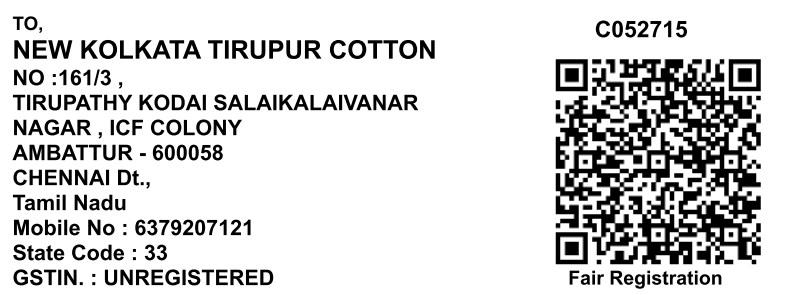 TO,
NEW KOLKATA TIRUPUR COTTON
NO :161/3 ,
TIRUPATHY KODAI SALAIKALAIVANAR
NAGAR , ICF COLONY
AMBATTUR - 600058
CHENNAI Dt.,
Tamil Nadu
Mobile No : 6379207121
State Code : 33
GSTIN. : UNREGISTERED
C052715
Fair Registration